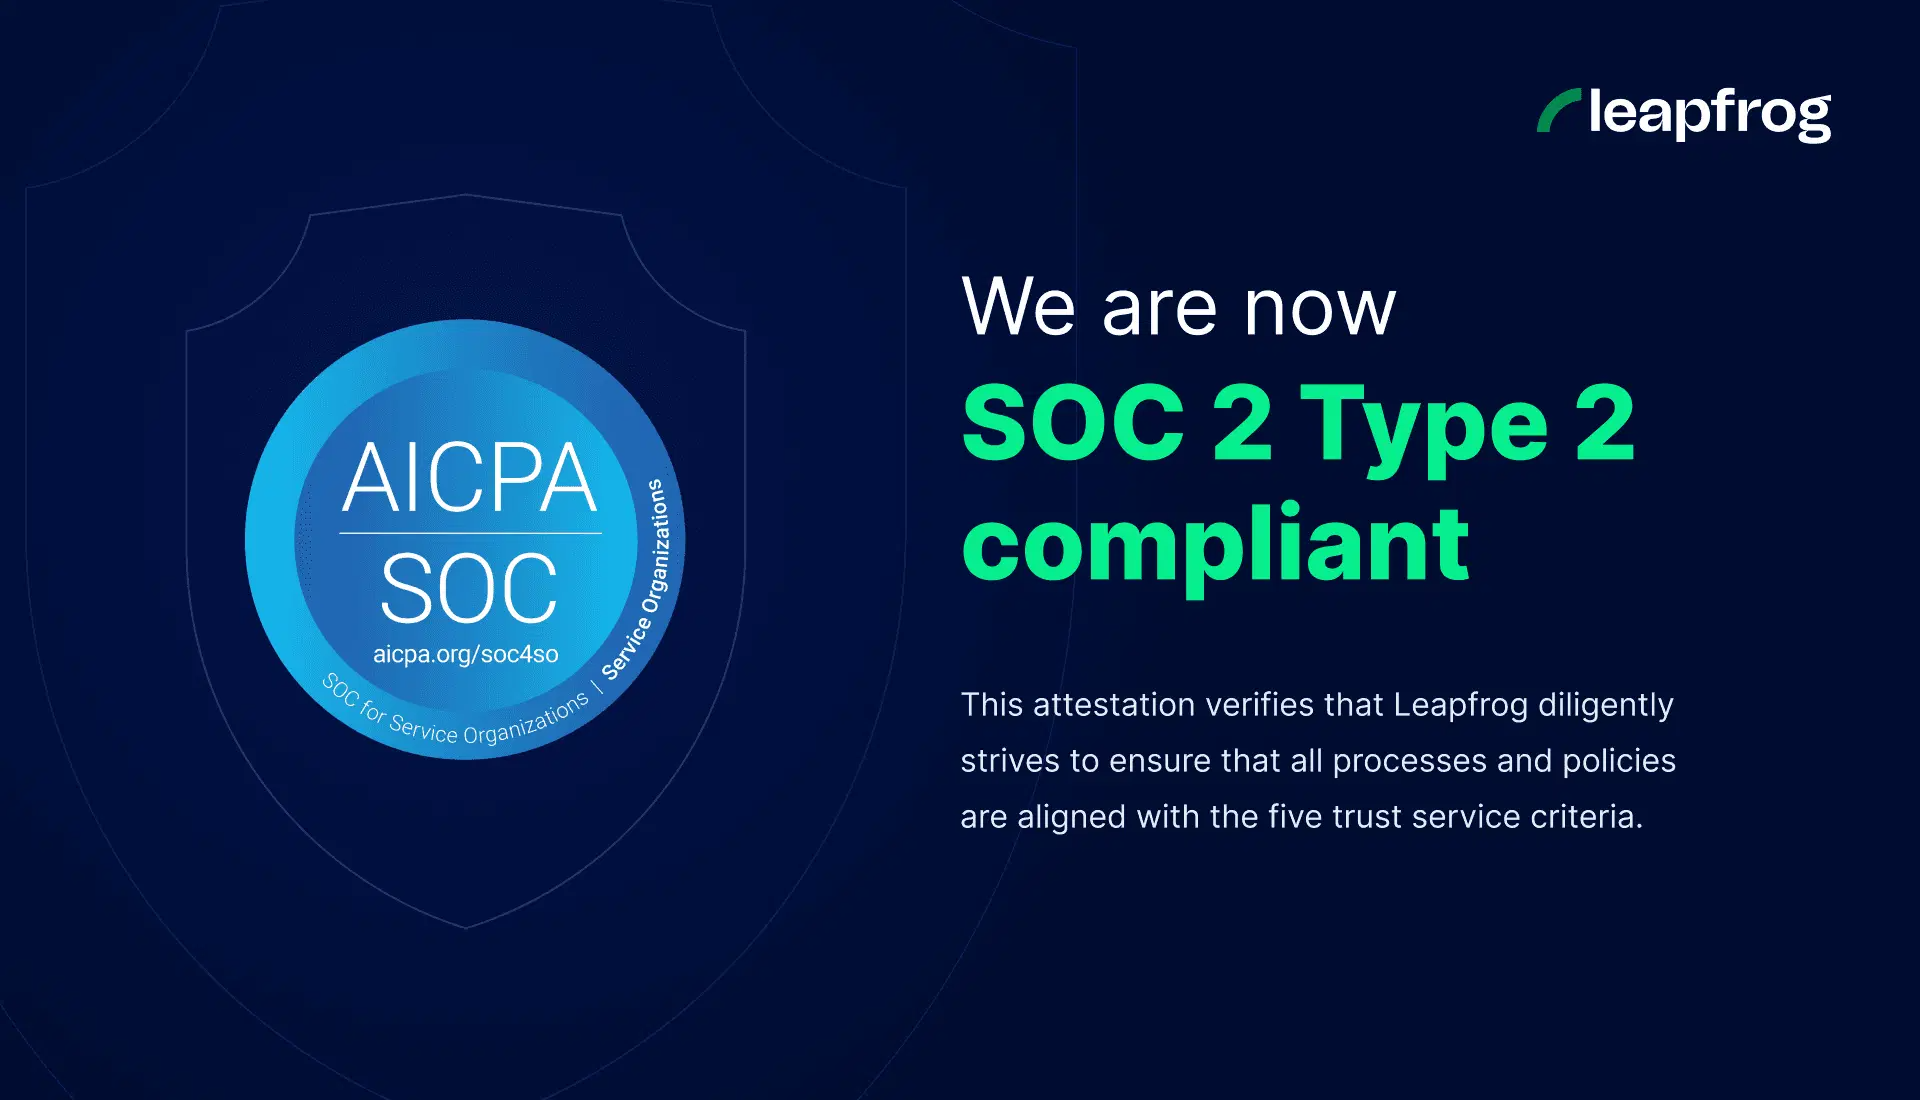 leapfrog
AICPA
SOC
aicpa.org/soc4so
SOC for Service Organizations | Service Organizations
We are now
SOC 2 Type 2
compliant
This attestation verifies that Leapfrog diligently
strives to ensure that all processes and policies
are aligned with the five trust service criteria.